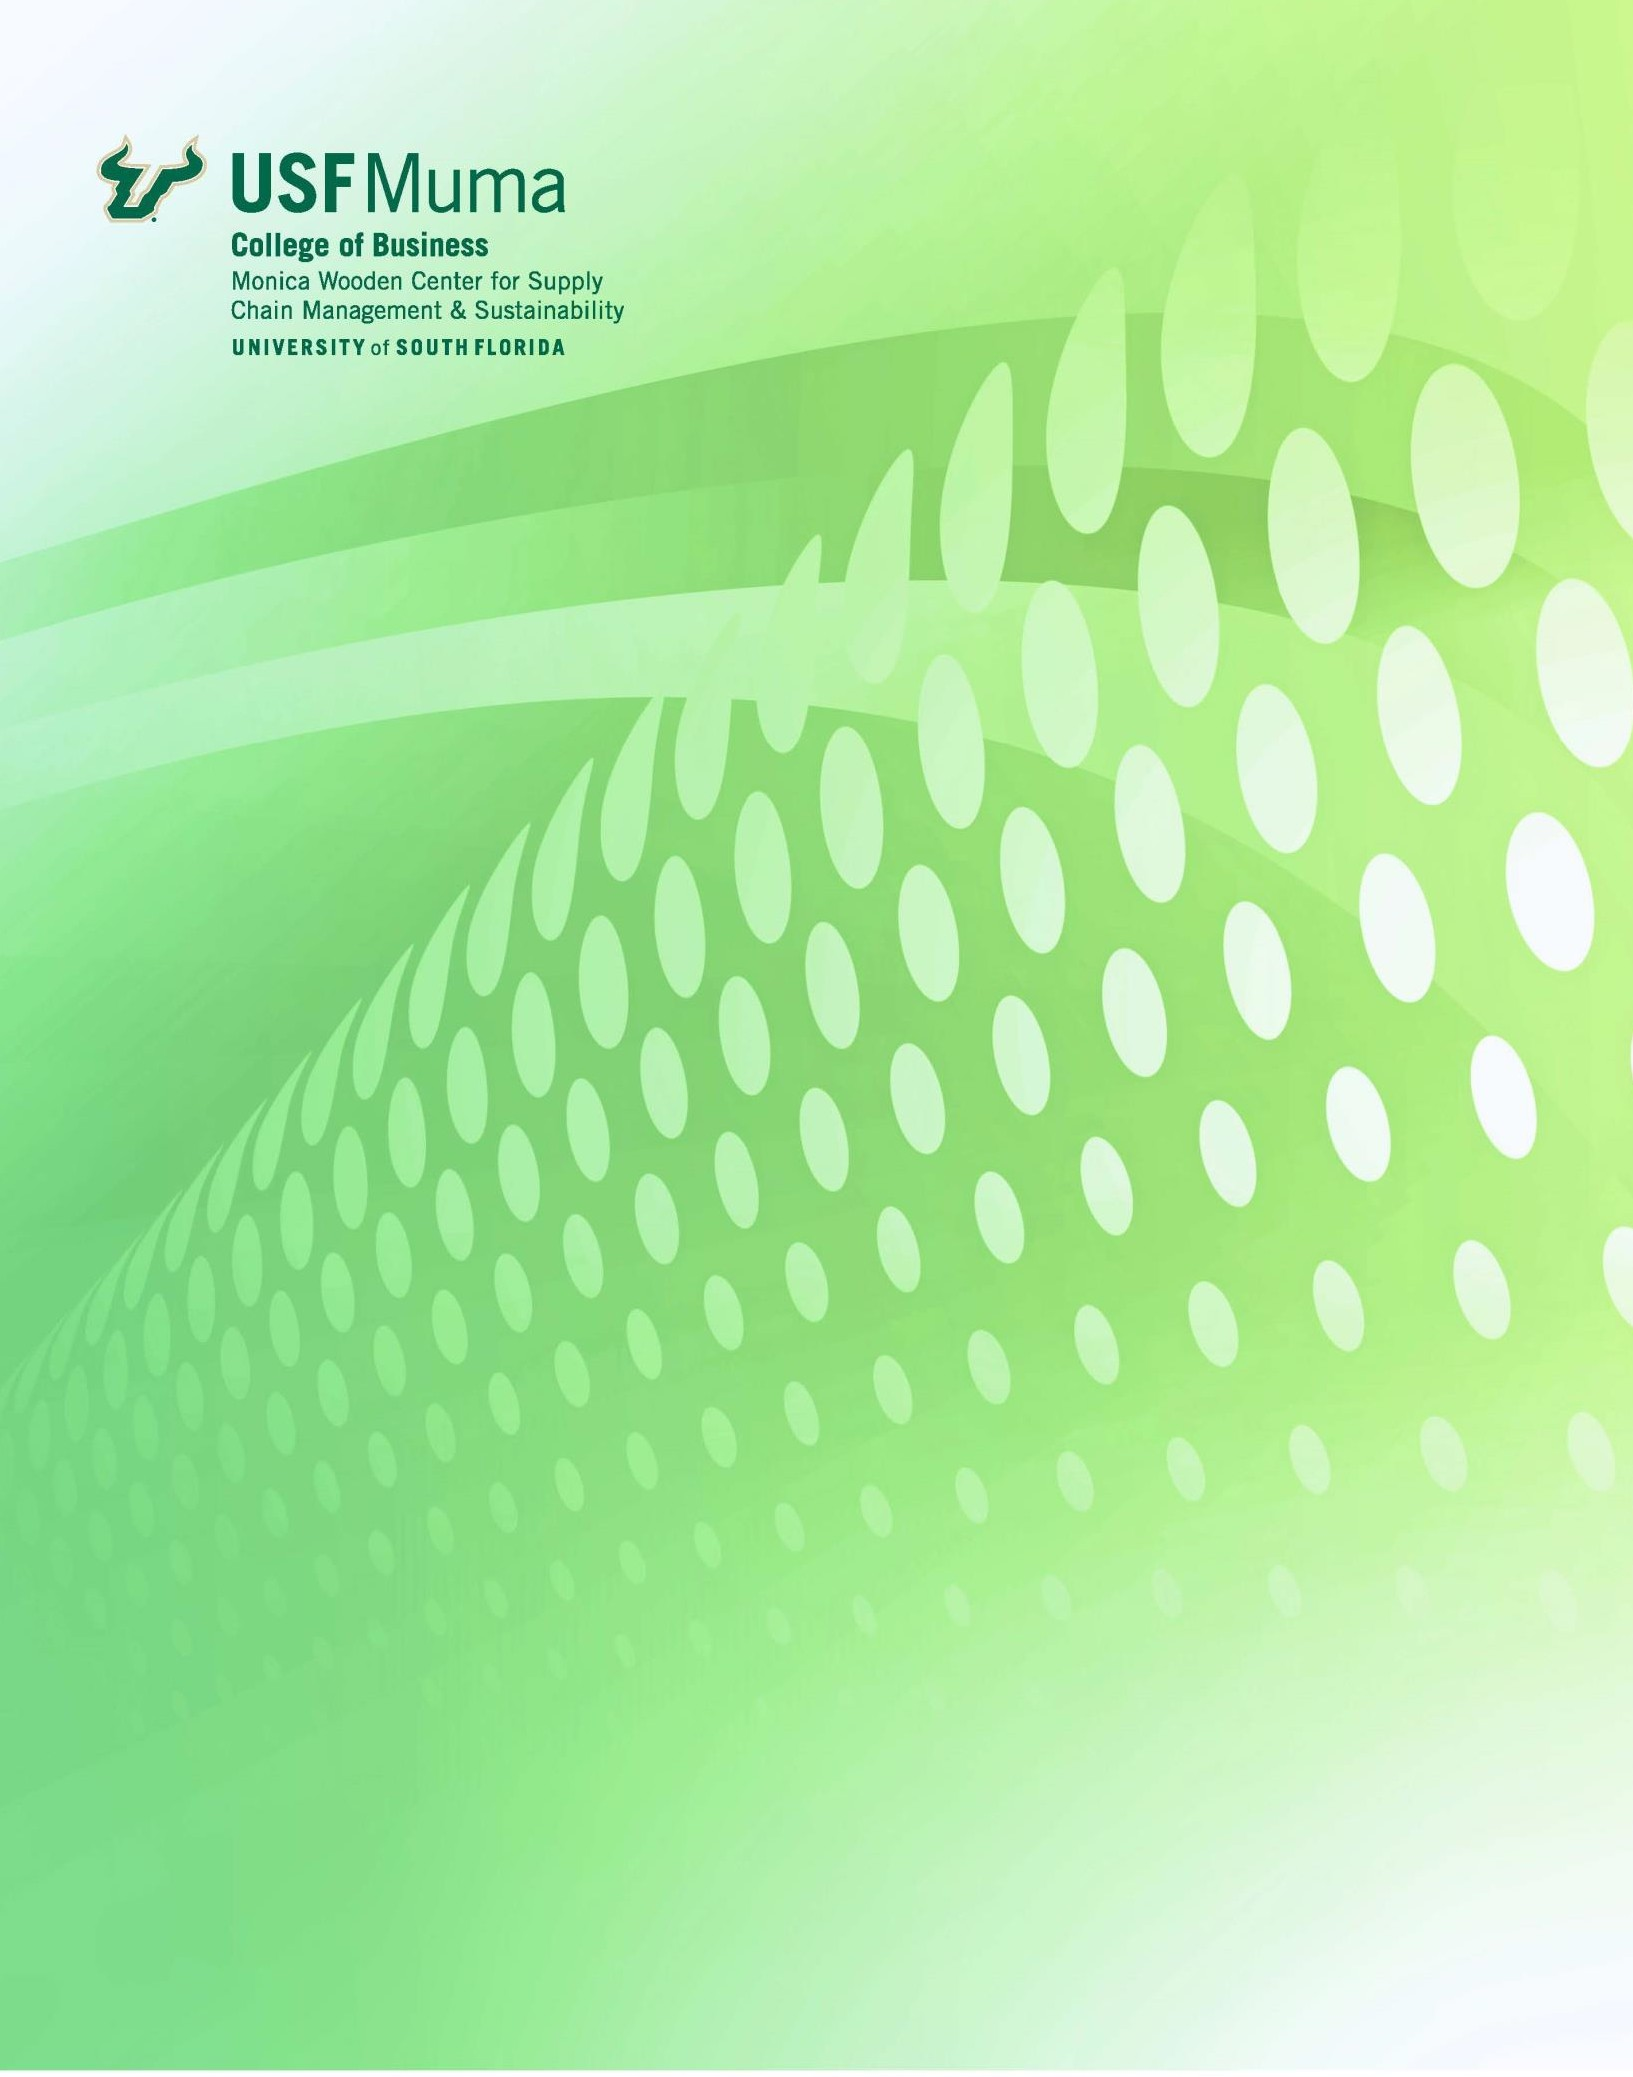 USF Muma
College of Business
Monica Wooden Center for Supply
Chain Management & Sustainability
UNIVERSITY of SOUTH FLORIDA